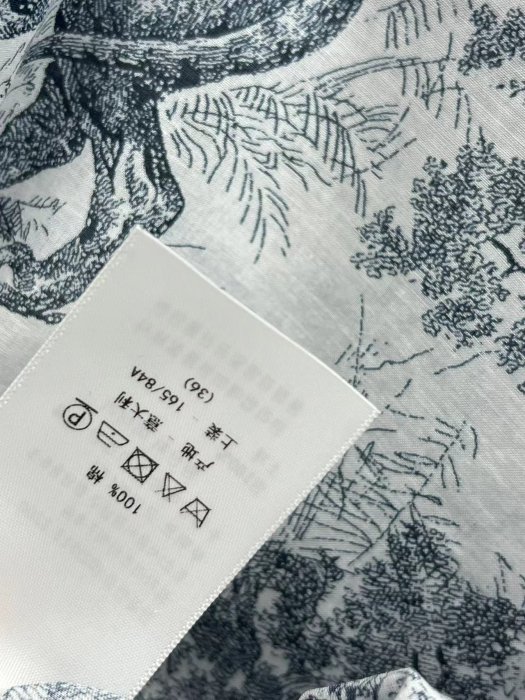 100% 棉
P
产地 - 意大利
上装 - 165/84A
(36)